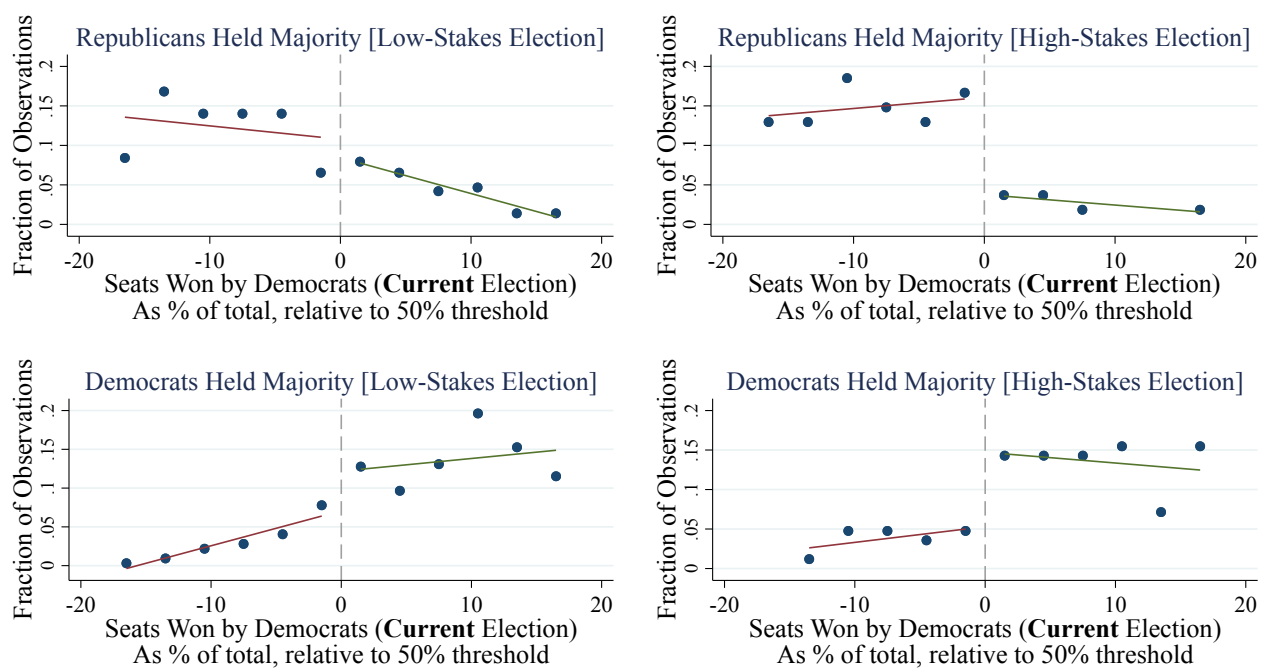 Republicans Held Majority [Low-Stakes Election]
Fraction of Observations
.2
.15
.1
.05
0
-20
-10
0
10
20
Seats Won by Democrats (Current Election)
As % of total, relative to 50% threshold
Republicans Held Majority [High-Stakes Election]
Fraction of Observations
.2
.15
.1
.05
0
-20
-10
0
10
20
Seats Won by Democrats (Current Election)
As % of total, relative to 50% threshold
Democrats Held Majority [Low-Stakes Election]
Fraction of Observations
.2
.15
.1
.05
0
-20
-10
0
10
20
Seats Won by Democrats (Current Election)
As % of total, relative to 50% threshold
Democrats Held Majority [High-Stakes Election]
Fraction of Observations
.2
.15
.1
.05
0
-20
-10
0
10
20
Seats Won by Democrats (Current Election)
As % of total, relative to 50% threshold